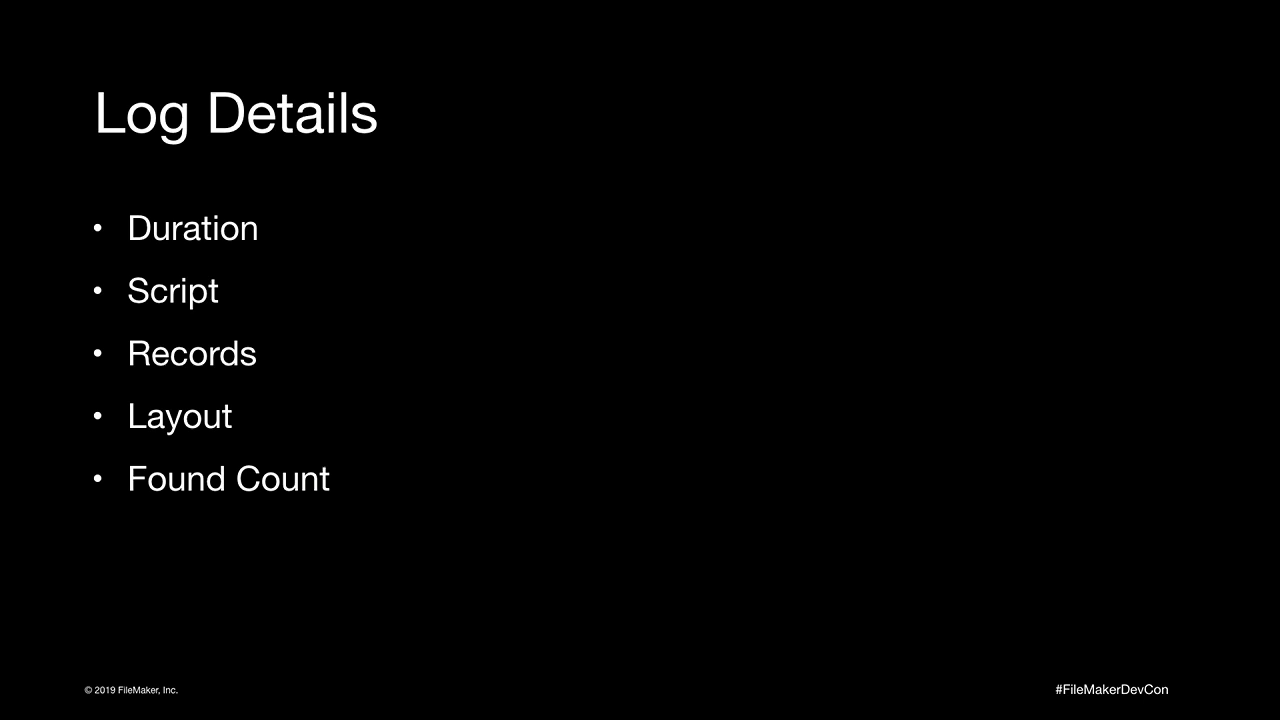 Log Details
• Duration
• Script
• Records
• Layout
• Found Count
© 2019 FileMaker, Inc.
#FileMakerDevCon